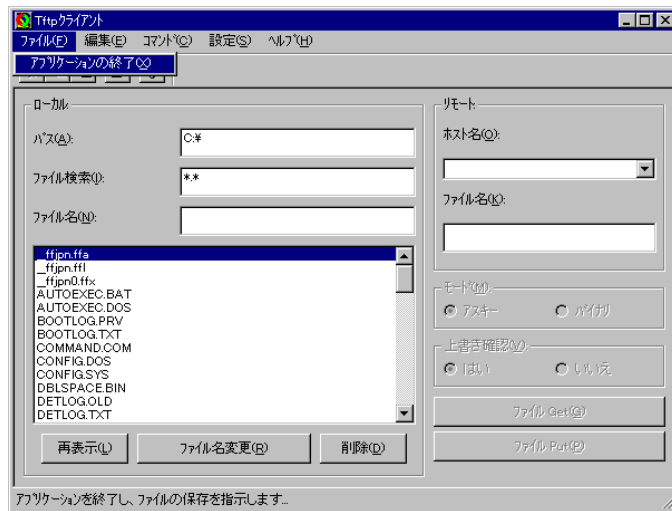 Tftpクライアント
ファイル(F) 編集(E) コマンド(C) 設定(S) ヘルプ(H)
アプリケーションの終了(X)
ローカル
パス(A):
C:¥
ファイル検索(I):
*.*
ファイル名(N):
_ffjpn.ffa
_ffjpn.ffl
_ffjpn0.ffx
AUTOEXEC.BAT
AUTOEXEC.DOS
BOOTLOG.PRV
BOOTLOG.TXT
COMMAND.COM
CONFIG.DOS
CONFIG.SYS
DBLSPACE.BIN
DETLOG.OLD
DETLOG.TXT
再表示(L) ファイル名変更(R) 削除(D)
リモート
ホスト名(O):
ファイル名(K):
モード(M)
アスキー バイナリ
上書き確認(V)
はい いいえ
ファイル Get(G)
ファイル Put(P)
アプリケーションを終了し、ファイルの保存を指示します...